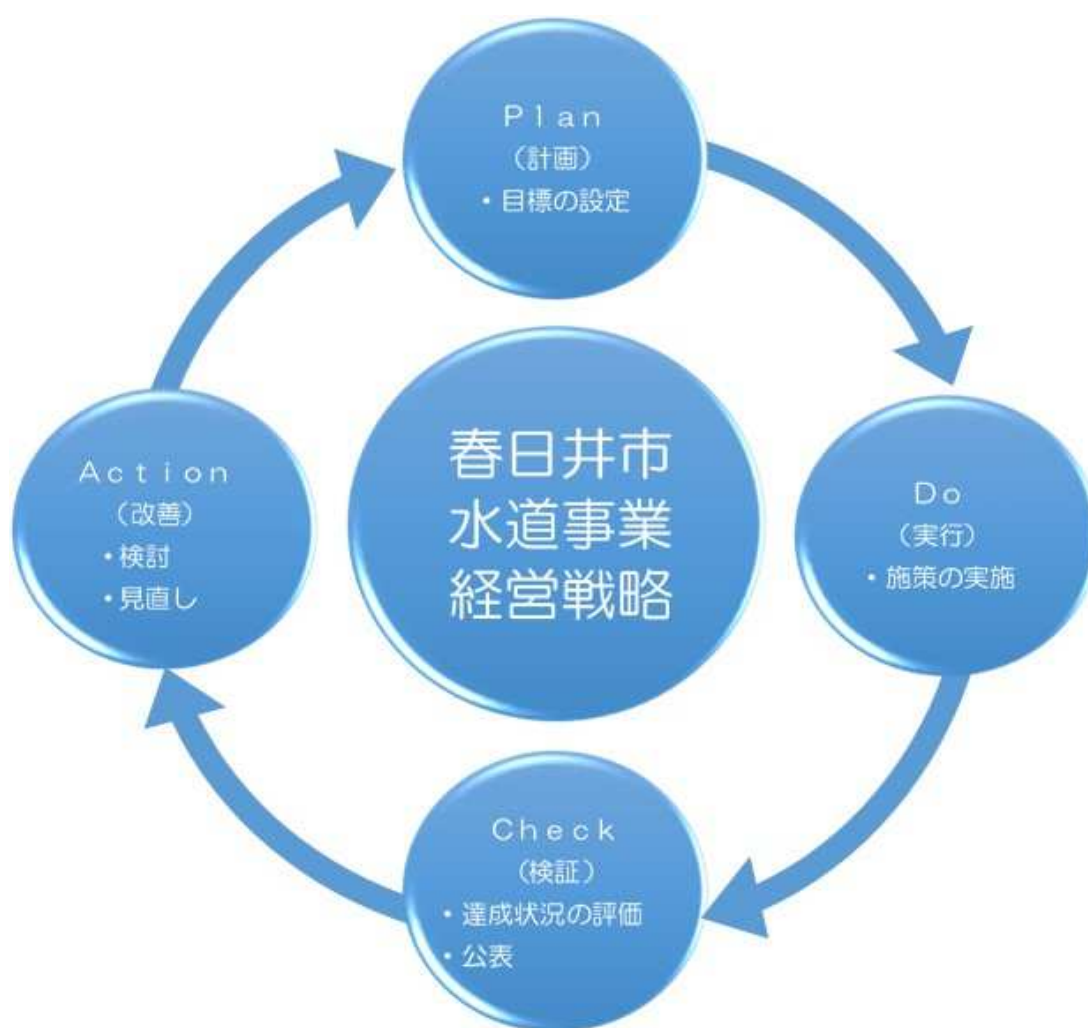 Ｐｌａｎ
（計画）
・目標の設定
春日井市
水道事業
経営戦略
Ｄｏ
（実行）
・施策の実施
Ｃｈｅｃｋ
（検証）
・達成状況の評価
・公表
Ａｃｔｉｏｎ
（改善）
・検討
・見直し